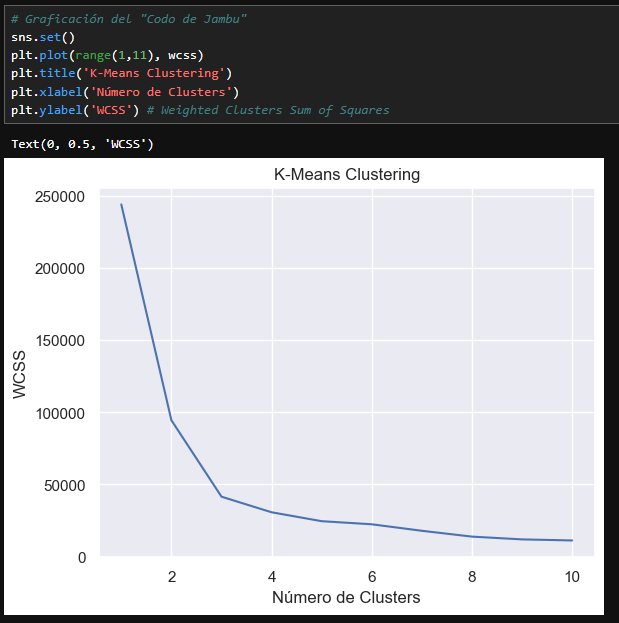 # Graficación del "Codo de Jambu"
sns.set()
plt.plot(range(1,11), wcss)
plt.title('K-Means Clustering')
plt.xlabel('Número de Clusters')
plt.ylabel('WCSS') # Weighted Clusters Sum of Squares
Text(0, 0.5, 'WCSS')
K-Means Clustering
250000
200000
150000
100000
50000
0
WCSS
2 4 6 8 10
Número de Clusters